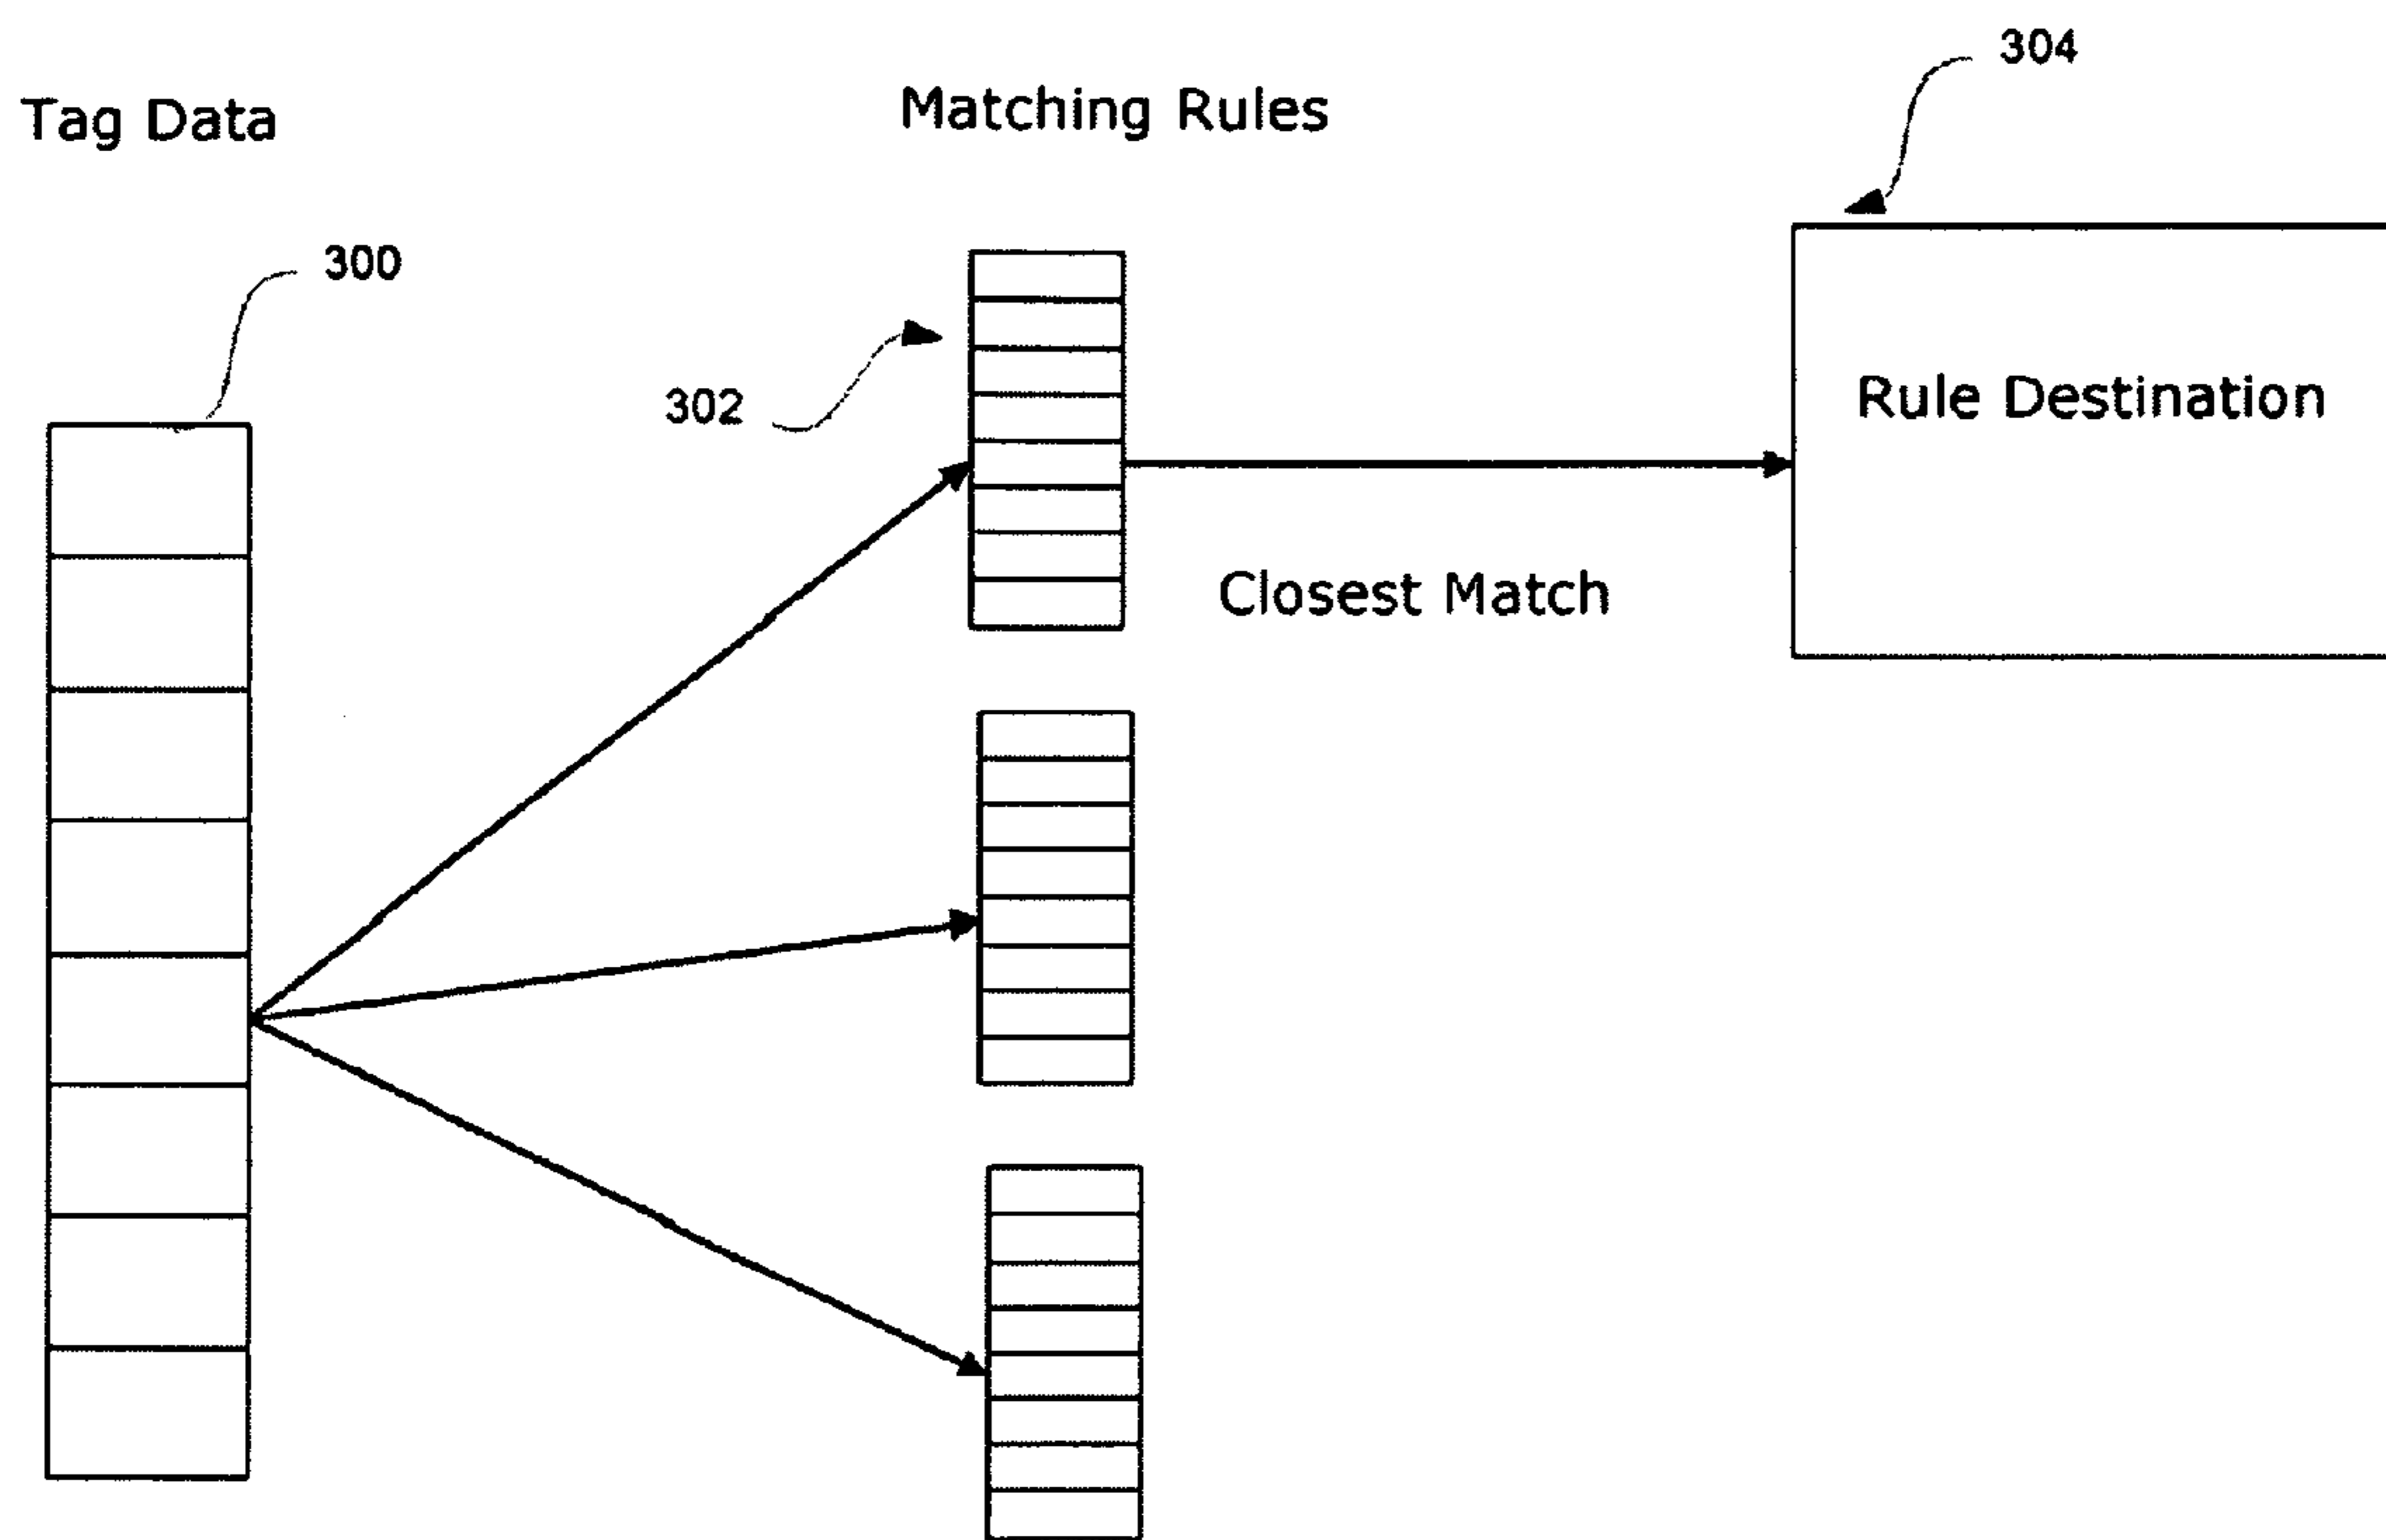 304
Tag Data
Matching Rules
300
302
Rule Destination
Closest Match